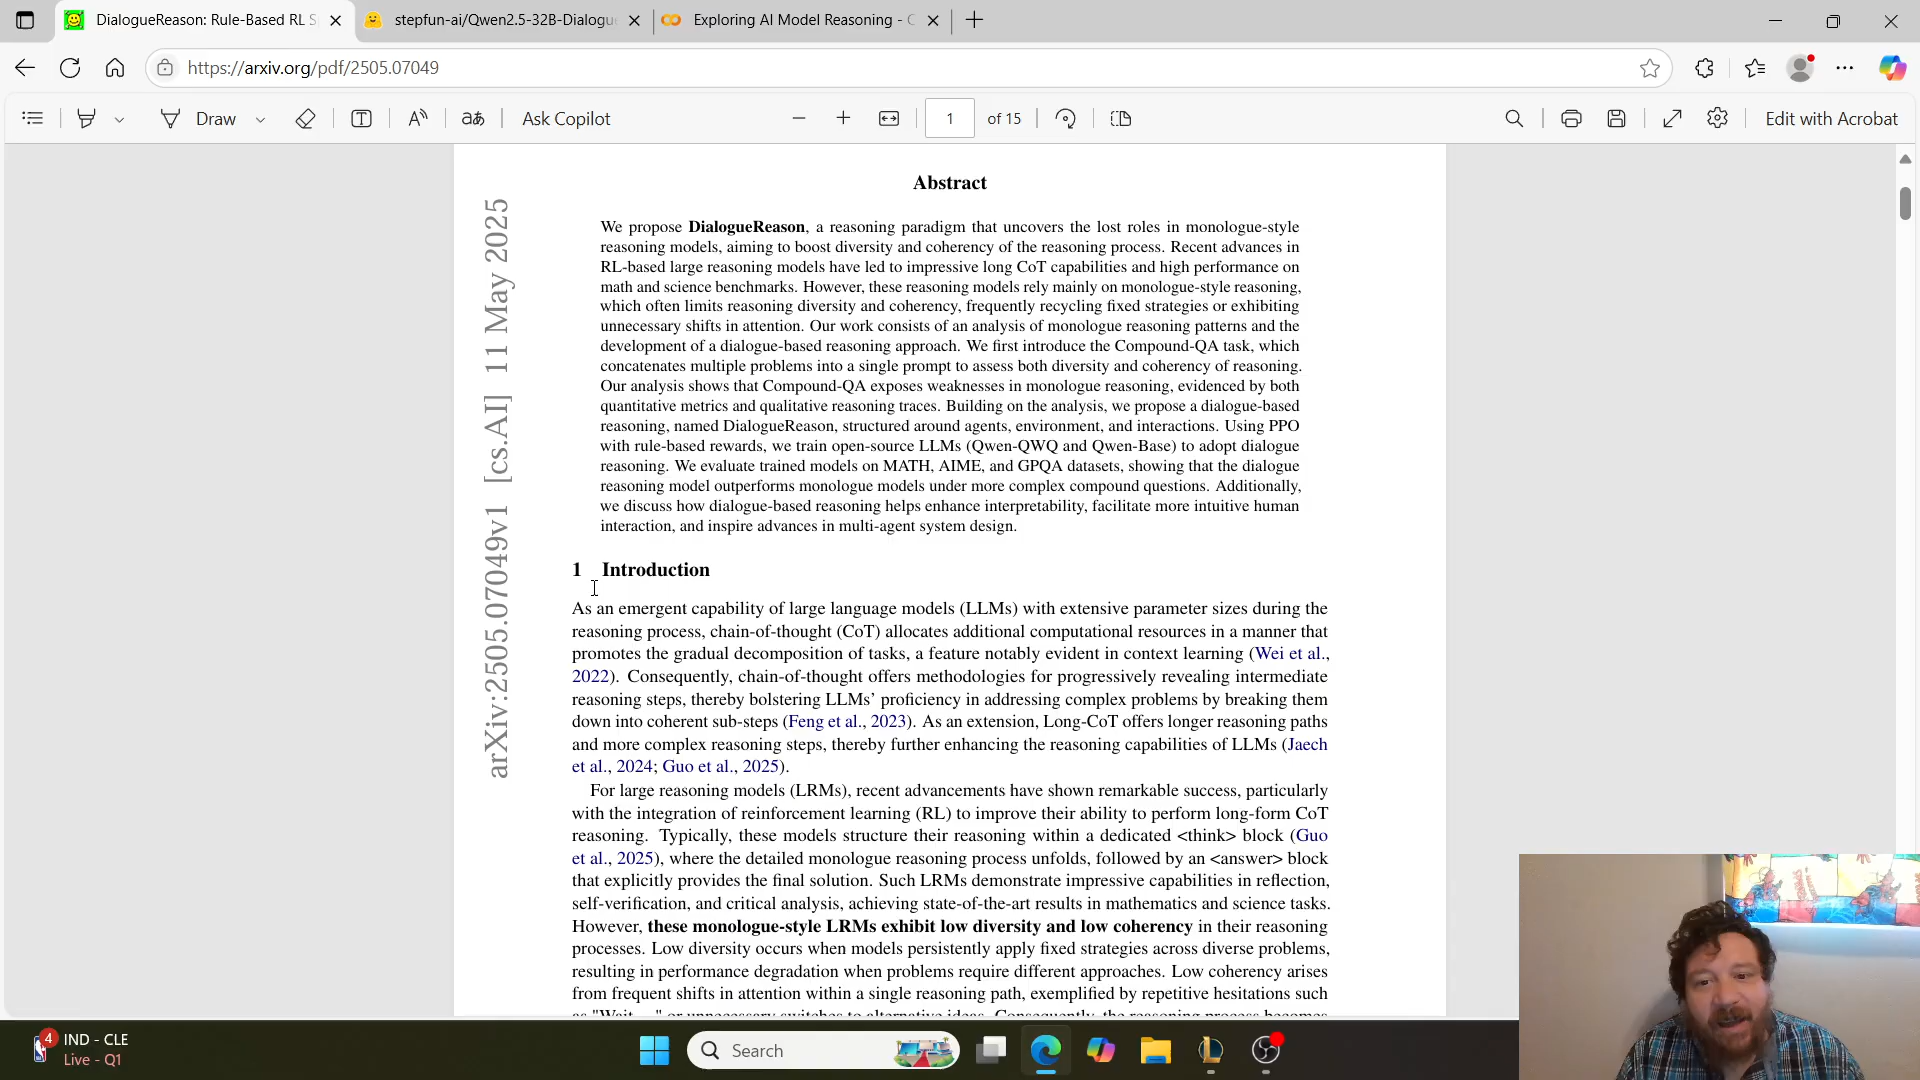 DialogueReason: Rule-Based RL S
stepfun-ai/Qwen2.5-32B-Dialogu
Exploring AI Model Reasoning - C
https://arxiv.org/pdf/2505.07049
Draw
Ask Copilot
1
of 15
Edit with Acrobat
arXiv:2505.07049v1 [cs.AI] 11 May 2025
Abstract
We propose DialogueReason, a reasoning paradigm that uncovers the lost roles in monologue-style
reasoning models, aiming to boost diversity and coherency of the reasoning process. Recent advances in
RL-based large reasoning models have led to impressive long CoT capabilities and high performance on
math and science benchmarks. However, these reasoning models rely mainly on monologue-style reasoning,
which often limits reasoning diversity and coherency, frequently recycling fixed strategies or exhibiting
unnecessary shifts in attention. Our work consists of an analysis of monologue reasoning patterns and the
development of a dialogue-based reasoning approach. We first introduce the Compound-QA task, which
concatenates multiple problems into a single prompt to assess both diversity and coherency of reasoning.
Our analysis shows that Compound-QA exposes weaknesses in monologue reasoning, evidenced by both
quantitative metrics and qualitative reasoning traces. Building on the analysis, we propose a dialogue-based
reasoning, named DialogueReason, structured around agents, environment, and interactions. Using PPO
with rule-based rewards, we train open-source LLMs (Qwen-QWQ and Qwen-Base) to adopt dialogue
reasoning. We evaluate trained models on MATH, AIME, and GPQA datasets, showing that the dialogue
reasoning model outperforms monologue models under more complex compound questions. Additionally,
we discuss how dialogue-based reasoning helps enhance interpretability, facilitate more intuitive human
interaction, and inspire advances in multi-agent system design.
1 Introduction
As an emergent capability of large language models (LLMs) with extensive parameter sizes during the
reasoning process, chain-of-thought (CoT) allocates additional computational resources in a manner that
promotes the gradual decomposition of tasks, a feature notably evident in context learning (Wei et al.,
2022). Consequently, chain-of-thought offers methodologies for progressively revealing intermediate
reasoning steps, thereby bolstering LLMs' proficiency in addressing complex problems by breaking them
down into coherent sub-steps (Feng et al., 2023). As an extension, Long-CoT offers longer reasoning paths
and more complex reasoning steps, thereby further enhancing the reasoning capabilities of LLMs (Jaech
et al., 2024; Guo et al., 2025).
For large reasoning models (LRMs), recent advancements have shown remarkable success, particularly
with the integration of reinforcement learning (RL) to improve their ability to perform long-form CoT
reasoning. Typically, these models structure their reasoning within a dedicated <think> block (Guo
et al., 2025), where the detailed monologue reasoning process unfolds, followed by an <answer> block
that explicitly provides the final solution. Such LRMs demonstrate impressive capabilities in reflection,
self-verification, and critical analysis, achieving state-of-the-art results in mathematics and science tasks.
However, these monologue-style LRMs exhibit low diversity and low coherency in their reasoning
processes. Low diversity occurs when models persistently apply fixed strategies across diverse problems,
resulting in performance degradation when problems require different approaches. Low coherency arises
from frequent shifts in attention within a single reasoning path, exemplified by repetitive hesitations such
as "Wait..." or unnecessary switches to alternative ideas. Consequently, the reasoning process becomes
4
IND - CLE
Live - Q1
Search